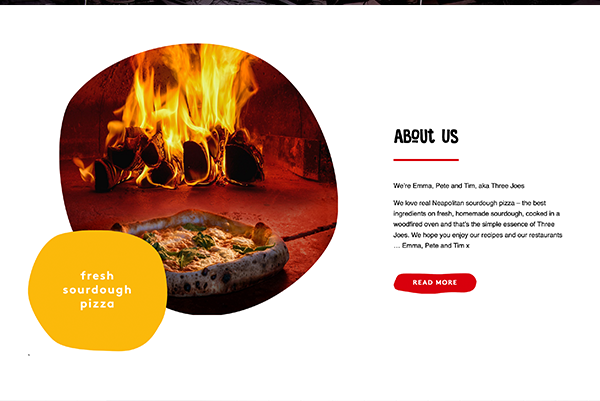 ABOUT US
We're Emma, Pete and Tim, aka Three Joes
We love real Neapolitan sourdough pizza – the best
ingredients on fresh, homemade sourdough, cooked in a
woodfired oven and that's the simple essence of Three
Joes. We hope you enjoy our recipes and our restaurants
… Emma, Pete and Tim x
READ MORE
fresh
sourdough
pizza